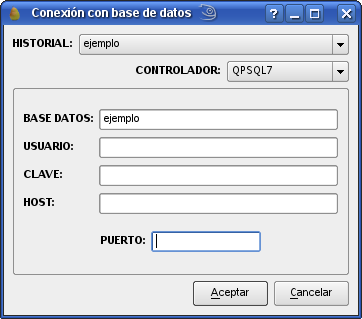 Conexión con base de datos
HISTORIAL: ejemplo
CONTROLADOR: QPSQL7
BASE DATOS: ejemplo
USUARIO:
CLAVE:
HOST:
PUERTO:
Aceptar Cancelar